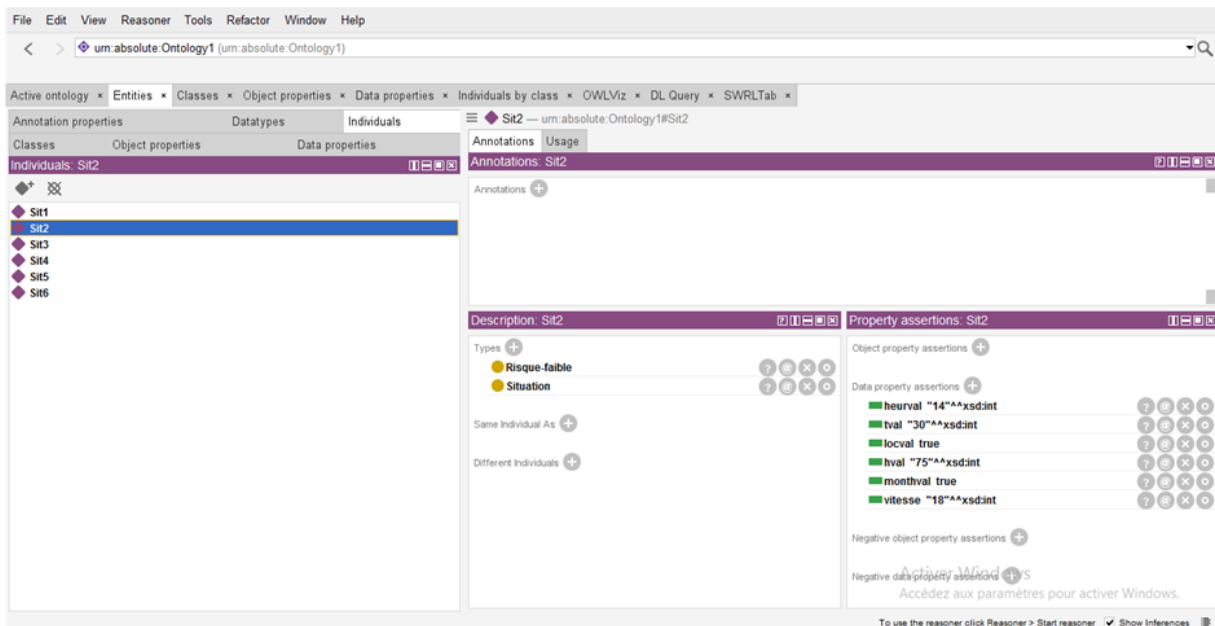 File Edit View Reasoner Tools Refactor Window Help
urn:absolute:Ontology1 (urn:absolute:Ontology1)
Active ontology × Entities × Classes × Object properties × Data properties × Individuals by class × OWLViz × DL Query × SWRLTab ×
Annotation properties Datatypes Individuals
Classes Object properties Data properties
Individuals: Sit2
Sit1
Sit2
Sit3
Sit4
Sit5
Sit6
Sit2 — urn:absolute:Ontology1#Sit2
Annotations Usage
Annotations: Sit2
Annotations
Description: Sit2
Types
Risque-faible
Situation
Same Individual As
Different Individuals
Property assertions: Sit2
Object property assertions
Data property assertions
heurval "14"^^xsd:int
tval "30"^^xsd:int
locval true
hval "75"^^xsd:int
monthval true
vitesse "18"^^xsd:int
Negative object property assertions
Negative data property assertions
Activer Windows
Accédez aux paramètres pour activer Windows.
To use the reasoner click Reasoner > Start reasoner Show Inferences